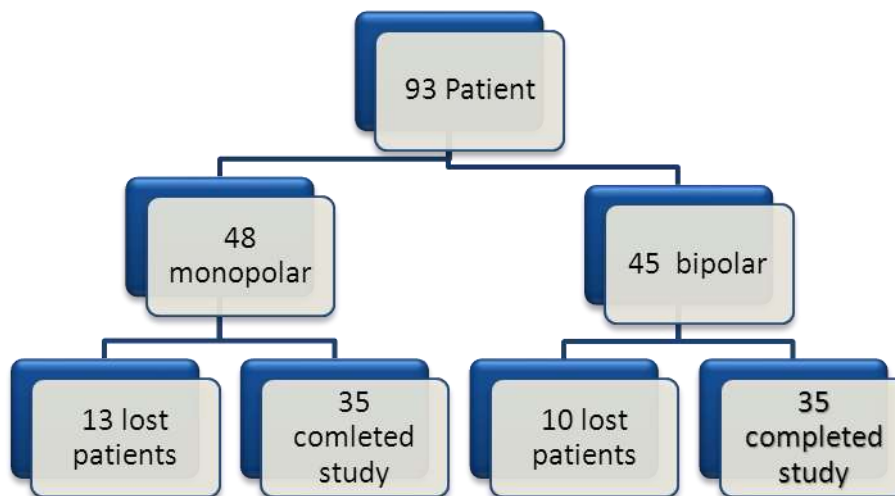 93 Patient
48
monopolar
45 bipolar
13 lost
patients
35
comleted
study
10 lost
patients
35
completed
study